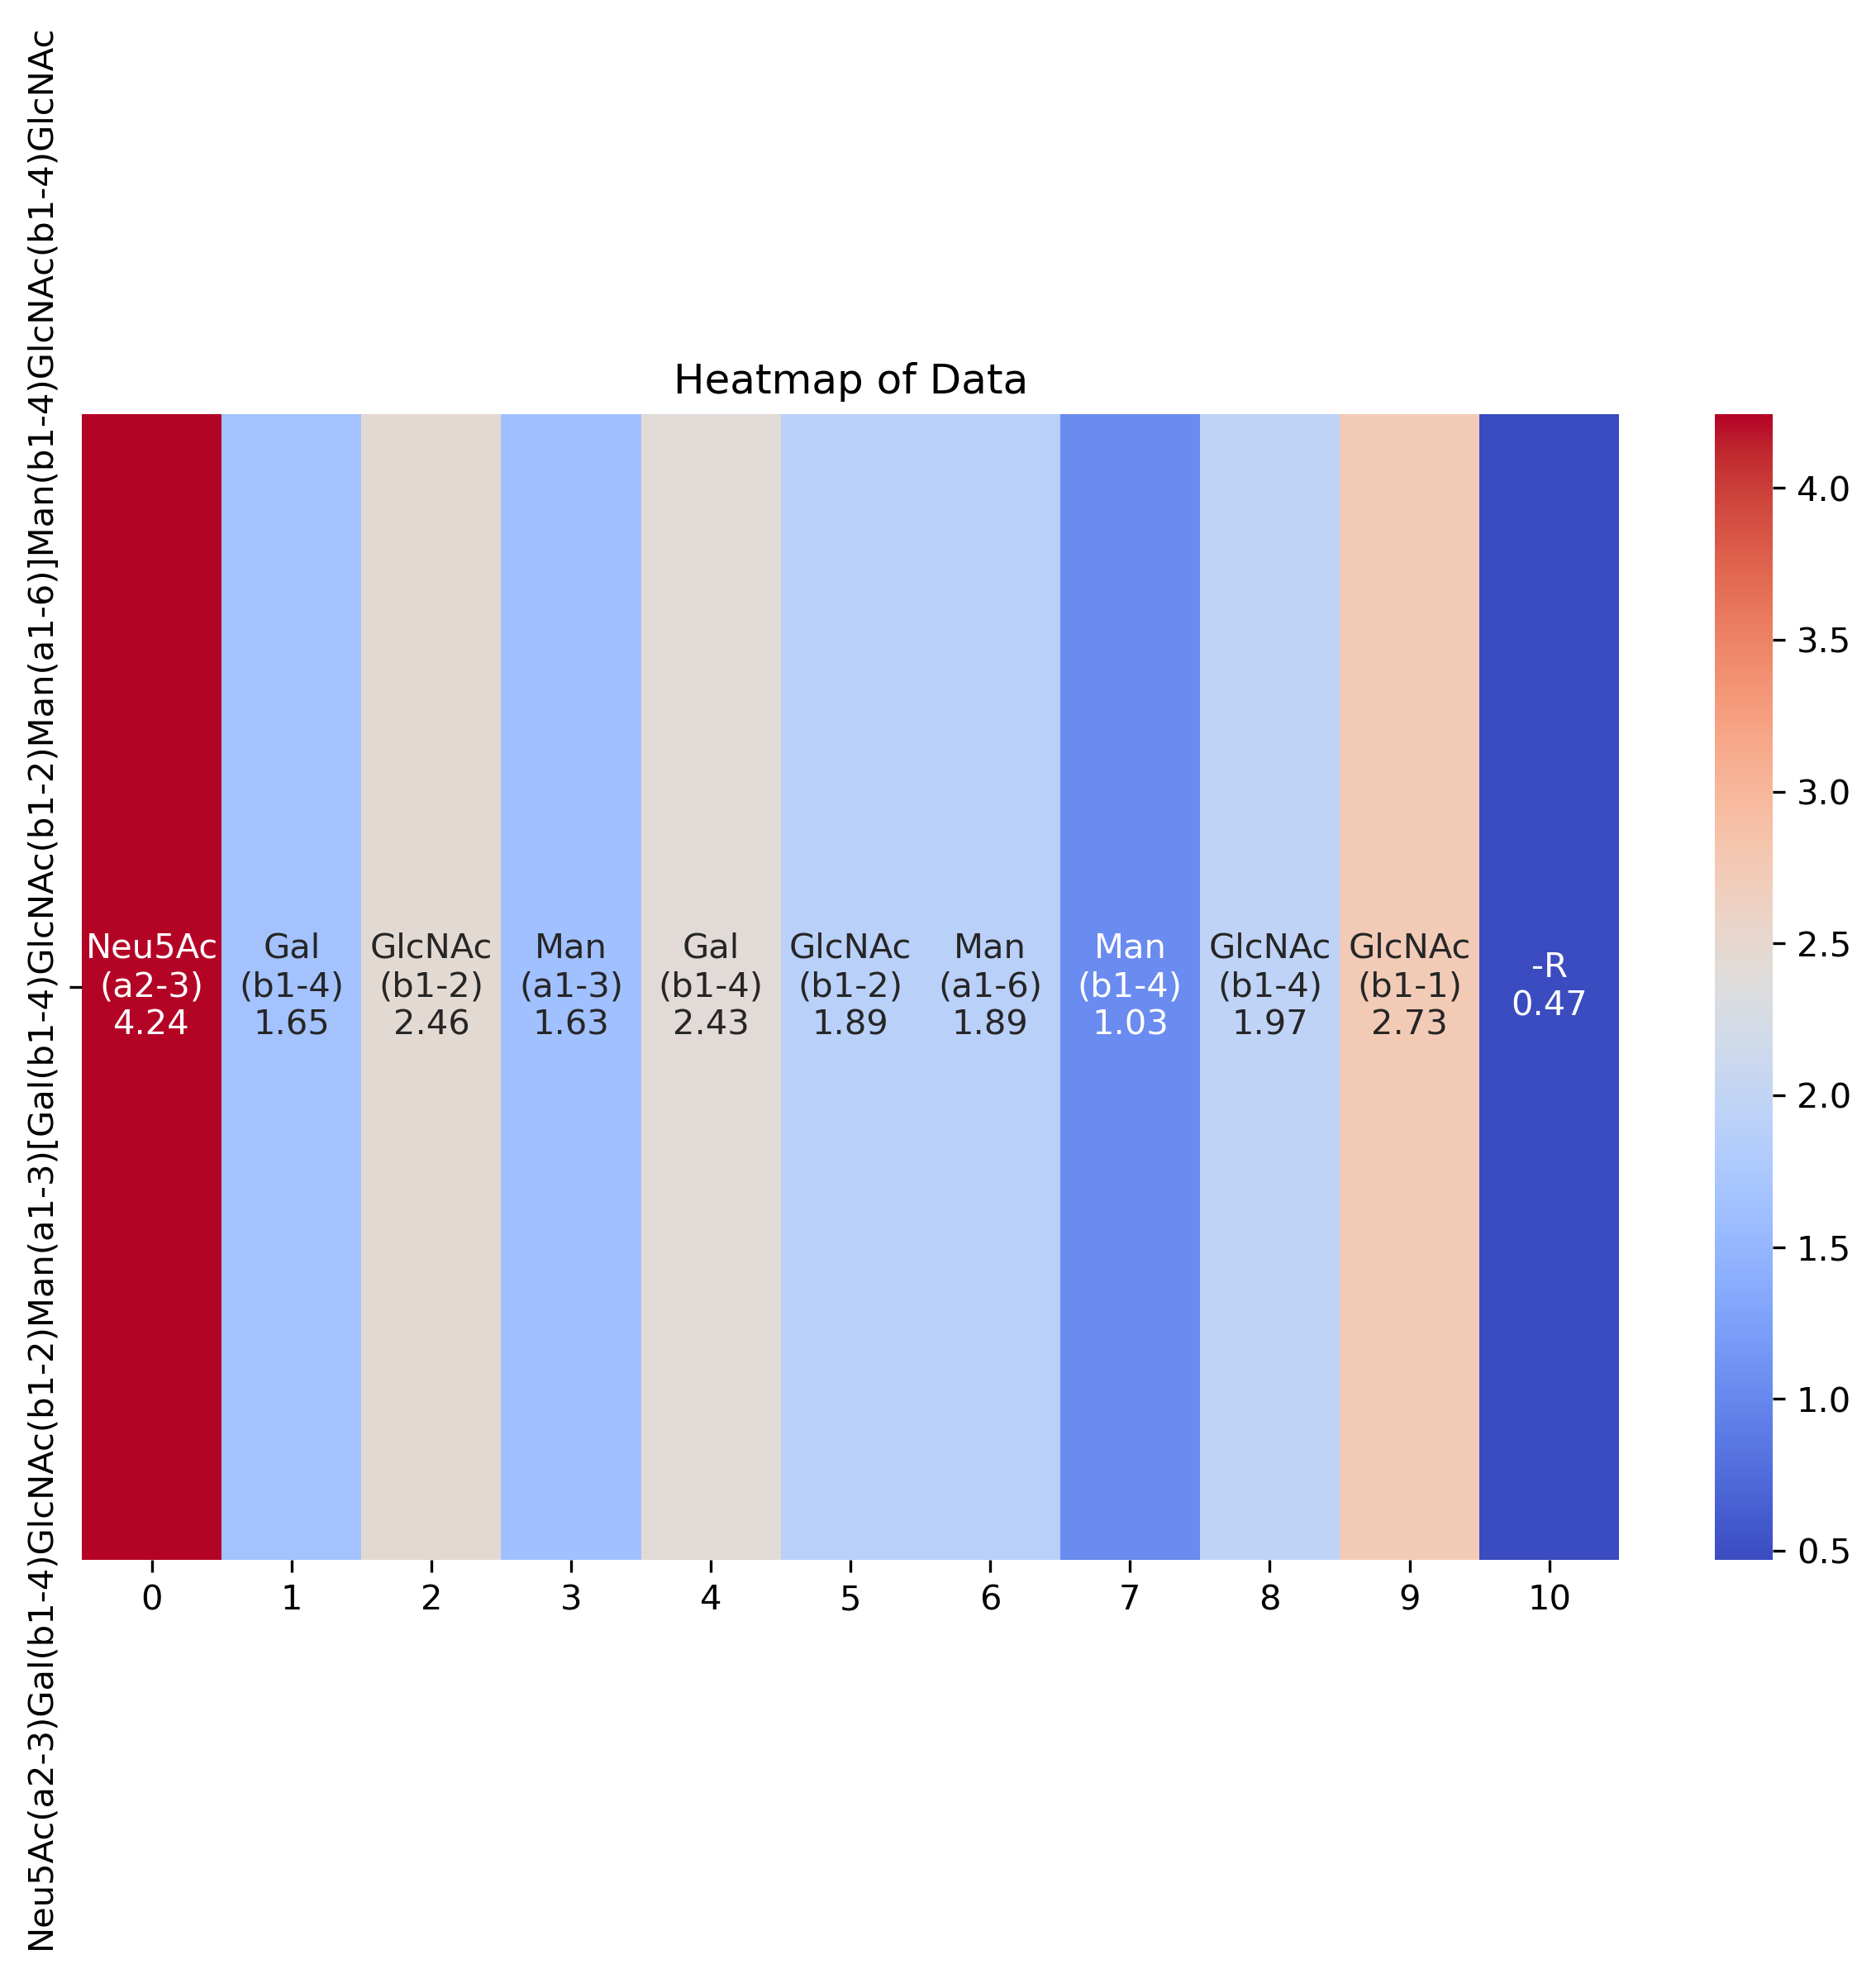 Heatmap of Data
Neu5Ac(a2-3)Gal(b1-4)GlcNAc(b1-2)Man(a1-3)[Gal(b1-4)GlcNAc(b1-2)Man(a1-6)]Man(b1-4)GlcNAc(b1-4)GlcNAc
Neu5Ac
(a2-3)
4.24
Gal
(b1-4)
1.65
GlcNAc
(b1-2)
2.46
Man
(a1-3)
1.63
Gal
(b1-4)
2.43
GlcNAc
(b1-2)
1.89
Man
(a1-6)
1.89
Man
(b1-4)
1.03
GlcNAc
(b1-4)
1.97
GlcNAc
(b1-1)
2.73
-R
0.47
0
1
2
3
4
5
6
7
8
9
10
4.0
3.5
3.0
2.5
2.0
1.5
1.0
0.5